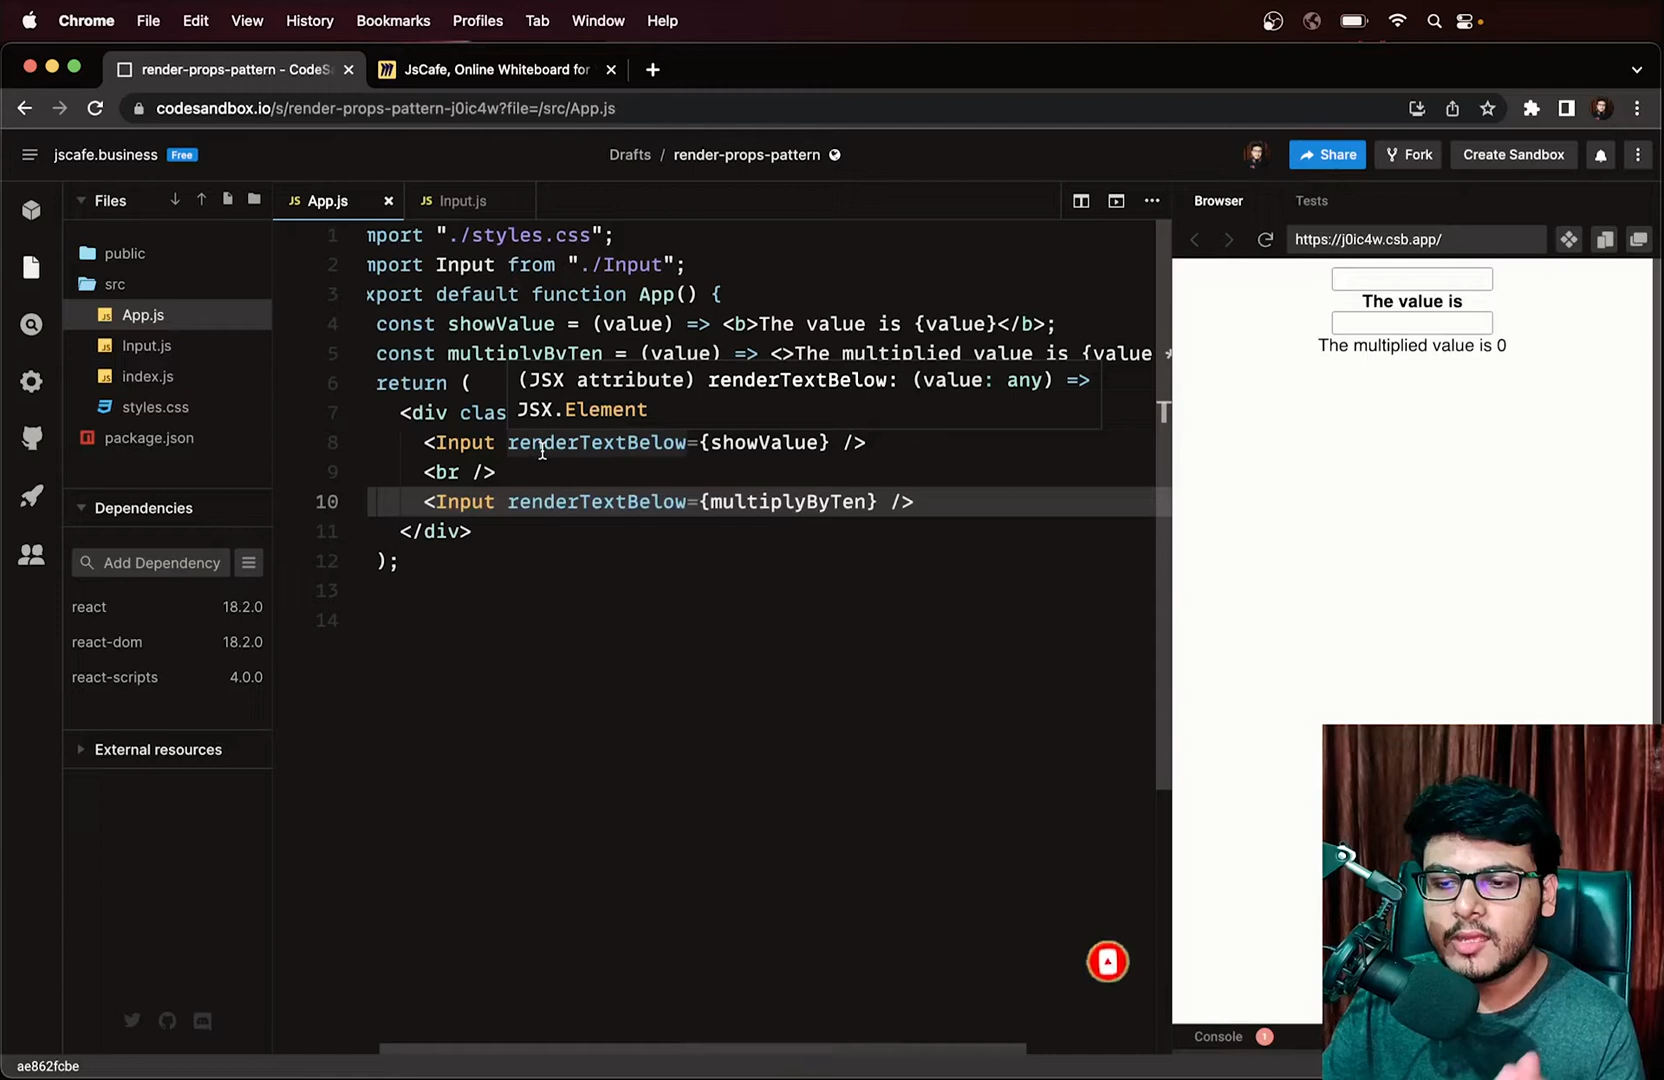 Chrome File Edit View History Bookmarks Profiles Tab Window Help
render-props-pattern - CodeSa
JsCafe, Online Whiteboard for
codesandbox.io/s/render-props-pattern-j0ic4w?file=/src/App.js
jscafe.business Free
Drafts / render-props-pattern
Share Fork Create Sandbox
Files
public
src
JS App.js
JS Input.js
JS index.js
styles.css
package.json
Dependencies
Add Dependency
react 18.2.0
react-dom 18.2.0
react-scripts 4.0.0
External resources
ae862fcbe
JS App.js JS Input.js
1 mport "./styles.css";
2 mport Input from "./Input";
3 xport default function App() {
4 const showValue = (value) => <b>The value is {value}</b>;
5 const multiplyByTen = (value) => <>The multiplied value is {value *
(JSX attribute) renderTextBelow: (value: any) =>
JSX.Element
6 return (
7 <div clas
8 <Input renderTextBelow={showValue} />
9 <br />
10 <Input renderTextBelow={multiplyByTen} />
11 </div>
12 );
13
14
Browser Tests
https://j0ic4w.csb.app/
The value is
The multiplied value is 0
Console 1